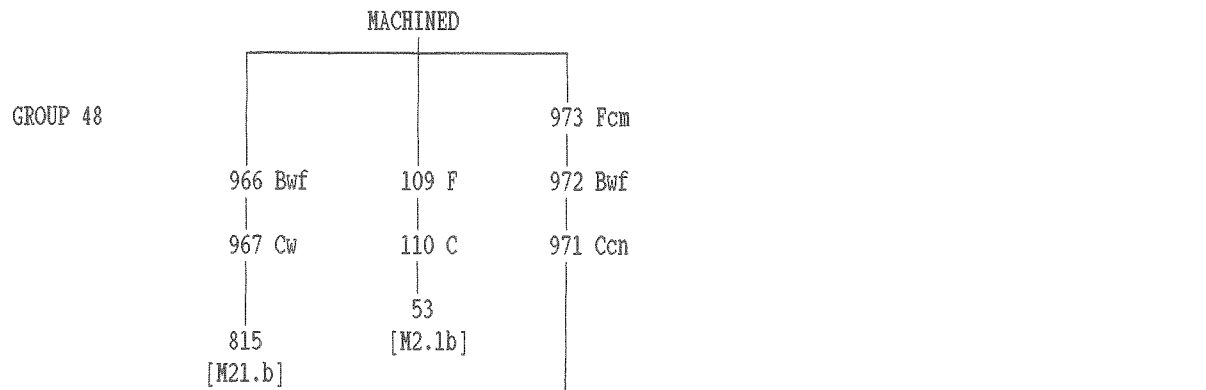 MACHINED
GROUP 48 973 Fcm
966 Bwf 109 F 972 Bwf
967 Cw 110 C 971 Ccn
53
815 [M2.1b]
[M21.b]